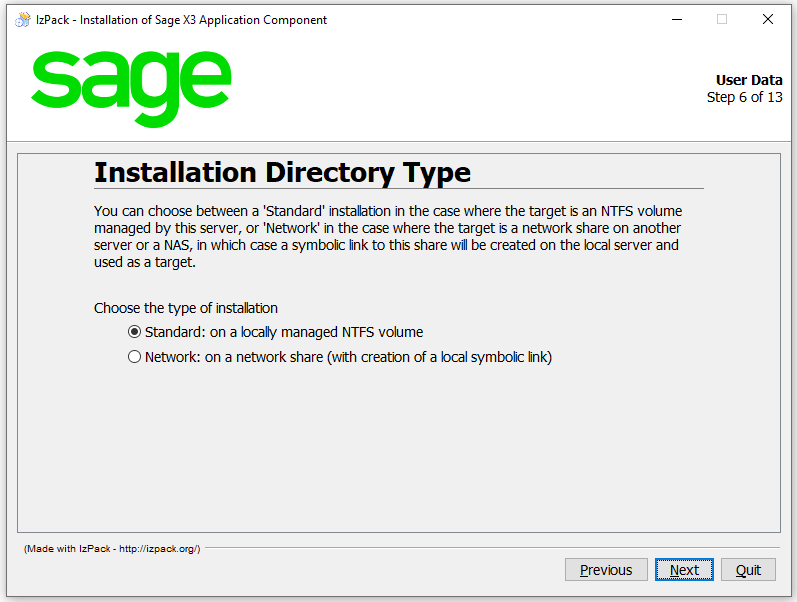 IzPack - Installation of Sage X3 Application Component
sage
User Data
Step 6 of 13
Installation Directory Type
You can choose between a 'Standard' installation in the case where the target is an NTFS volume
managed by this server, or 'Network' in the case where the target is a network share on another
server or a NAS, in which case a symbolic link to this share will be created on the local server and
used as a target.
Choose the type of installation
Standard: on a locally managed NTFS volume
Network: on a network share (with creation of a local symbolic link)
(Made with IzPack - http://izpack.org/)
Previous Next Quit